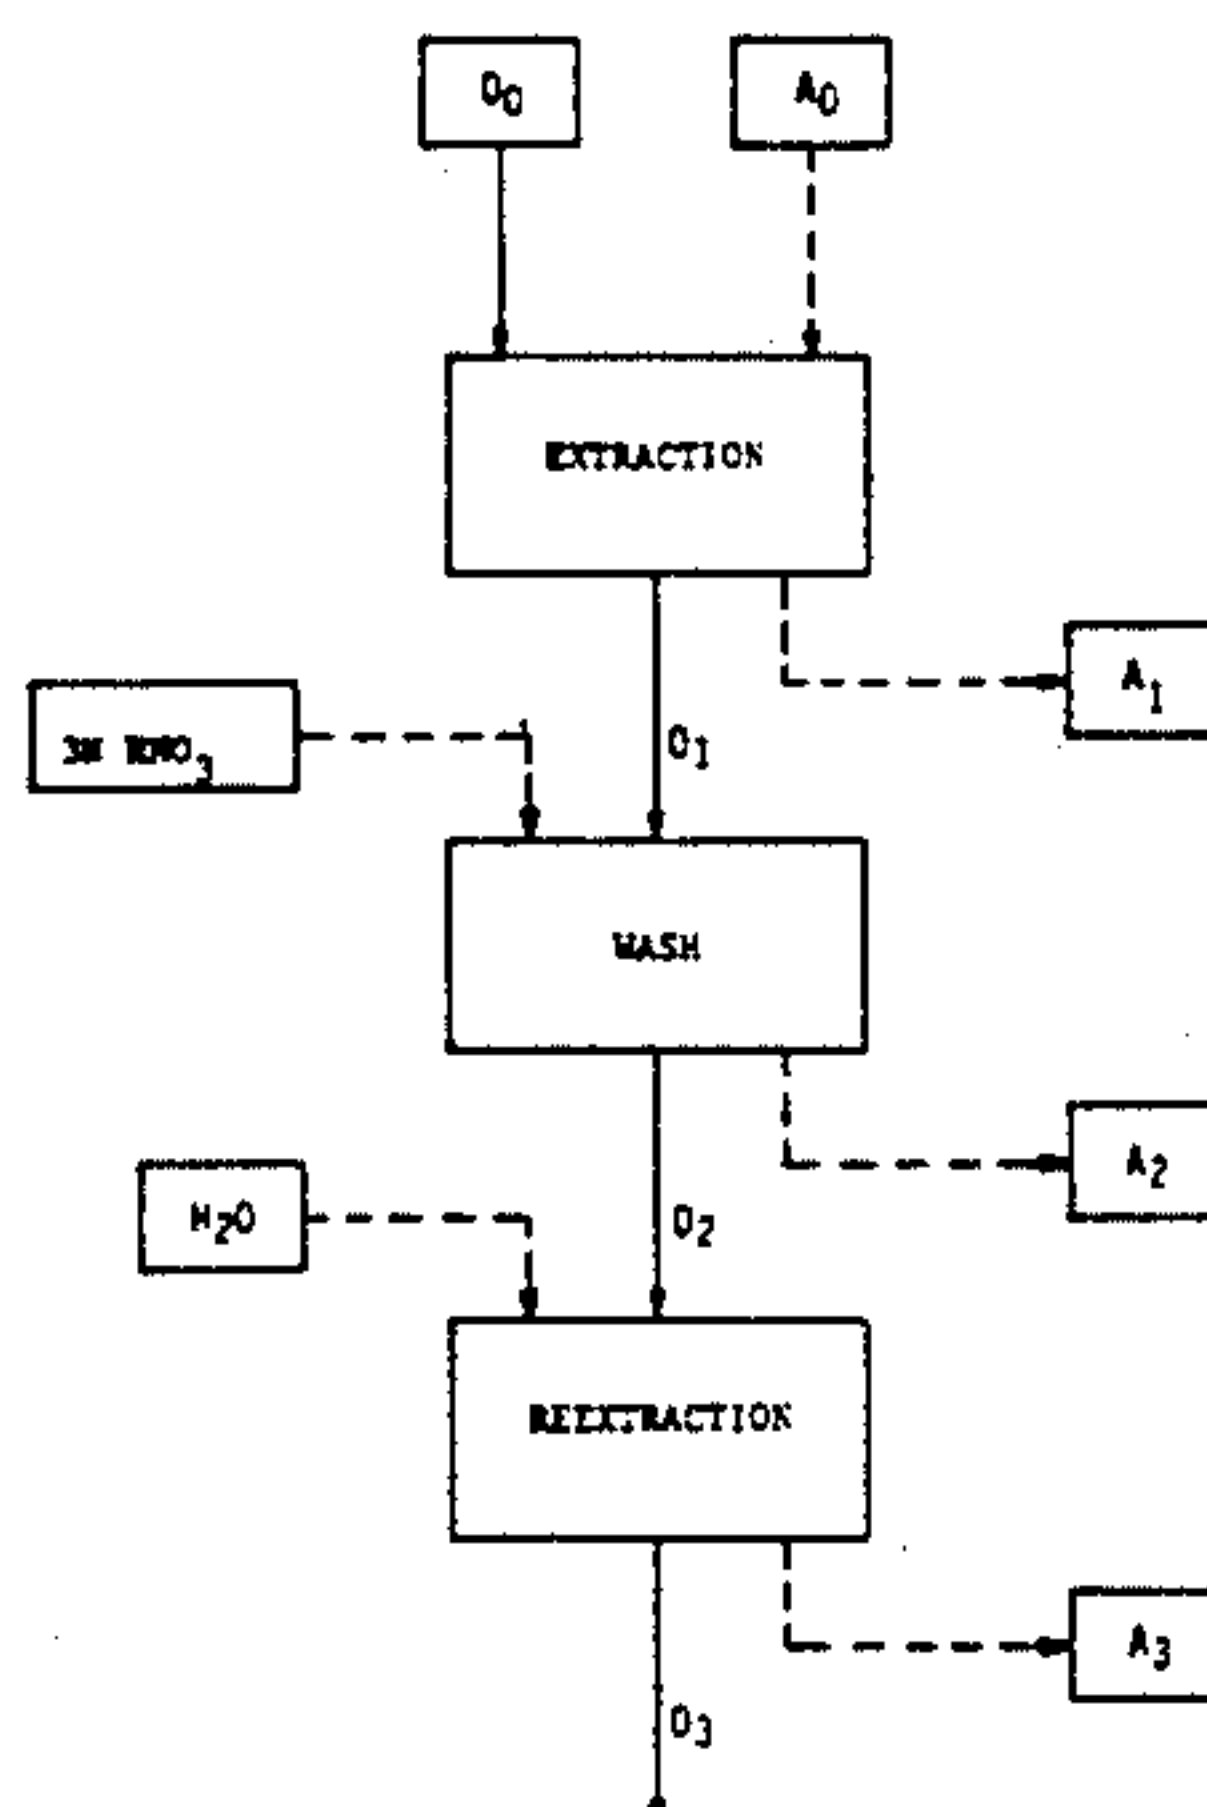 O₀
A₀
EXTRACTION
A₁
3M HNO₃
O₁
WASH
A₂
H₂O
O₂
REEXTRACTION
A₃
O₃